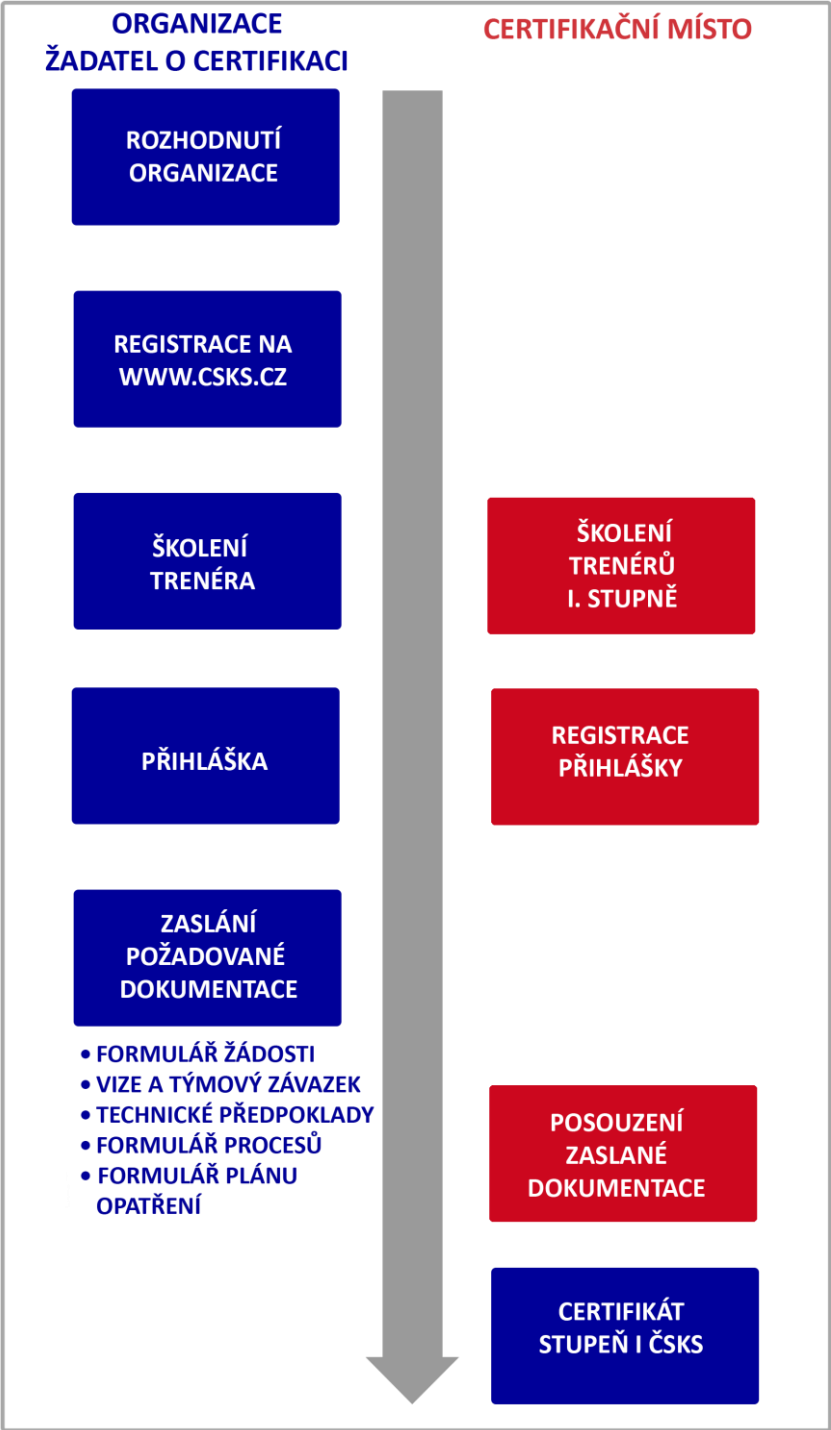 ORGANIZACE
ŽADATEL O CERTIFIKACI
CERTIFIKAČNÍ MÍSTO
ROZHODNUTÍ
ORGANIZACE
REGISTRACE NA
WWW.CSKS.CZ
ŠKOLENÍ
TRENÉRA
ŠKOLENÍ
TRENÉRŮ
I. STUPNĚ
PŘIHLÁŠKA
REGISTRACE
PŘIHLÁŠKY
ZASLÁNÍ
POŽADOVANÉ
DOKUMENTACE
• FORMULÁŘ ŽÁDOSTI
• VIZE A TÝMOVÝ ZÁVAZEK
• TECHNICKÉ PŘEDPOKLADY
• FORMULÁŘ PROCESŮ
• FORMULÁŘ PLÁNU
OPATŘENÍ
POSOUZENÍ
ZASLANÉ
DOKUMENTACE
CERTIFIKÁT
STUPEŇ I ČSKS